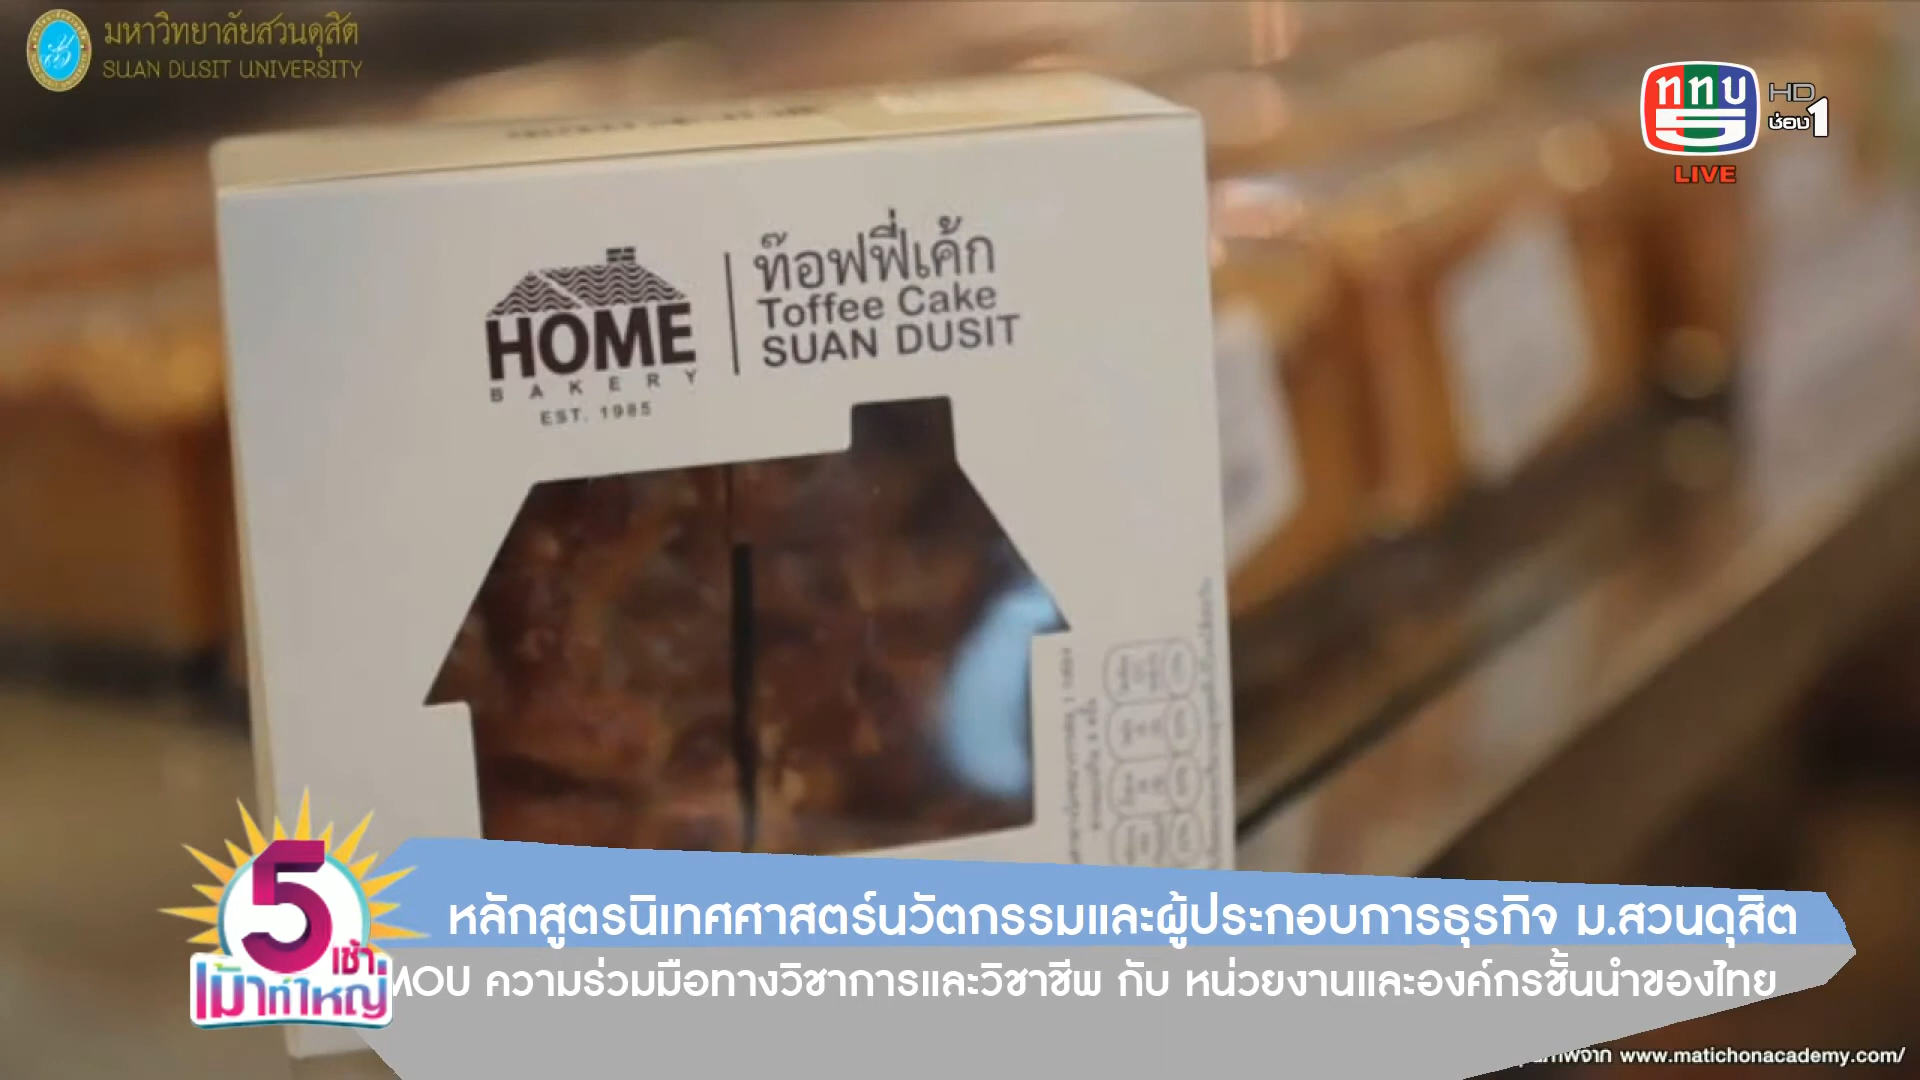 มหาวิทยาลัยสวนดุสิต
SUAN DUSIT UNIVERSITY
ททบ
5
HD
ช่อง1
LIVE
HOME
BAKERY
EST. 1985
ท๊อฟฟี่เค้ก
Toffee Cake
SUAN DUSIT
5
เช้า
เม้าท์ใหญ่
หลักสูตรนิเทศศาสตร์นวัตกรรมและผู้ประกอบการธุรกิจ ม.สวนดุสิต
MOU ความร่วมมือทางวิชาการและวิชาชีพ กับ หน่วยงานและองค์กรชั้นนำของไทย
www.matichonacademy.com/